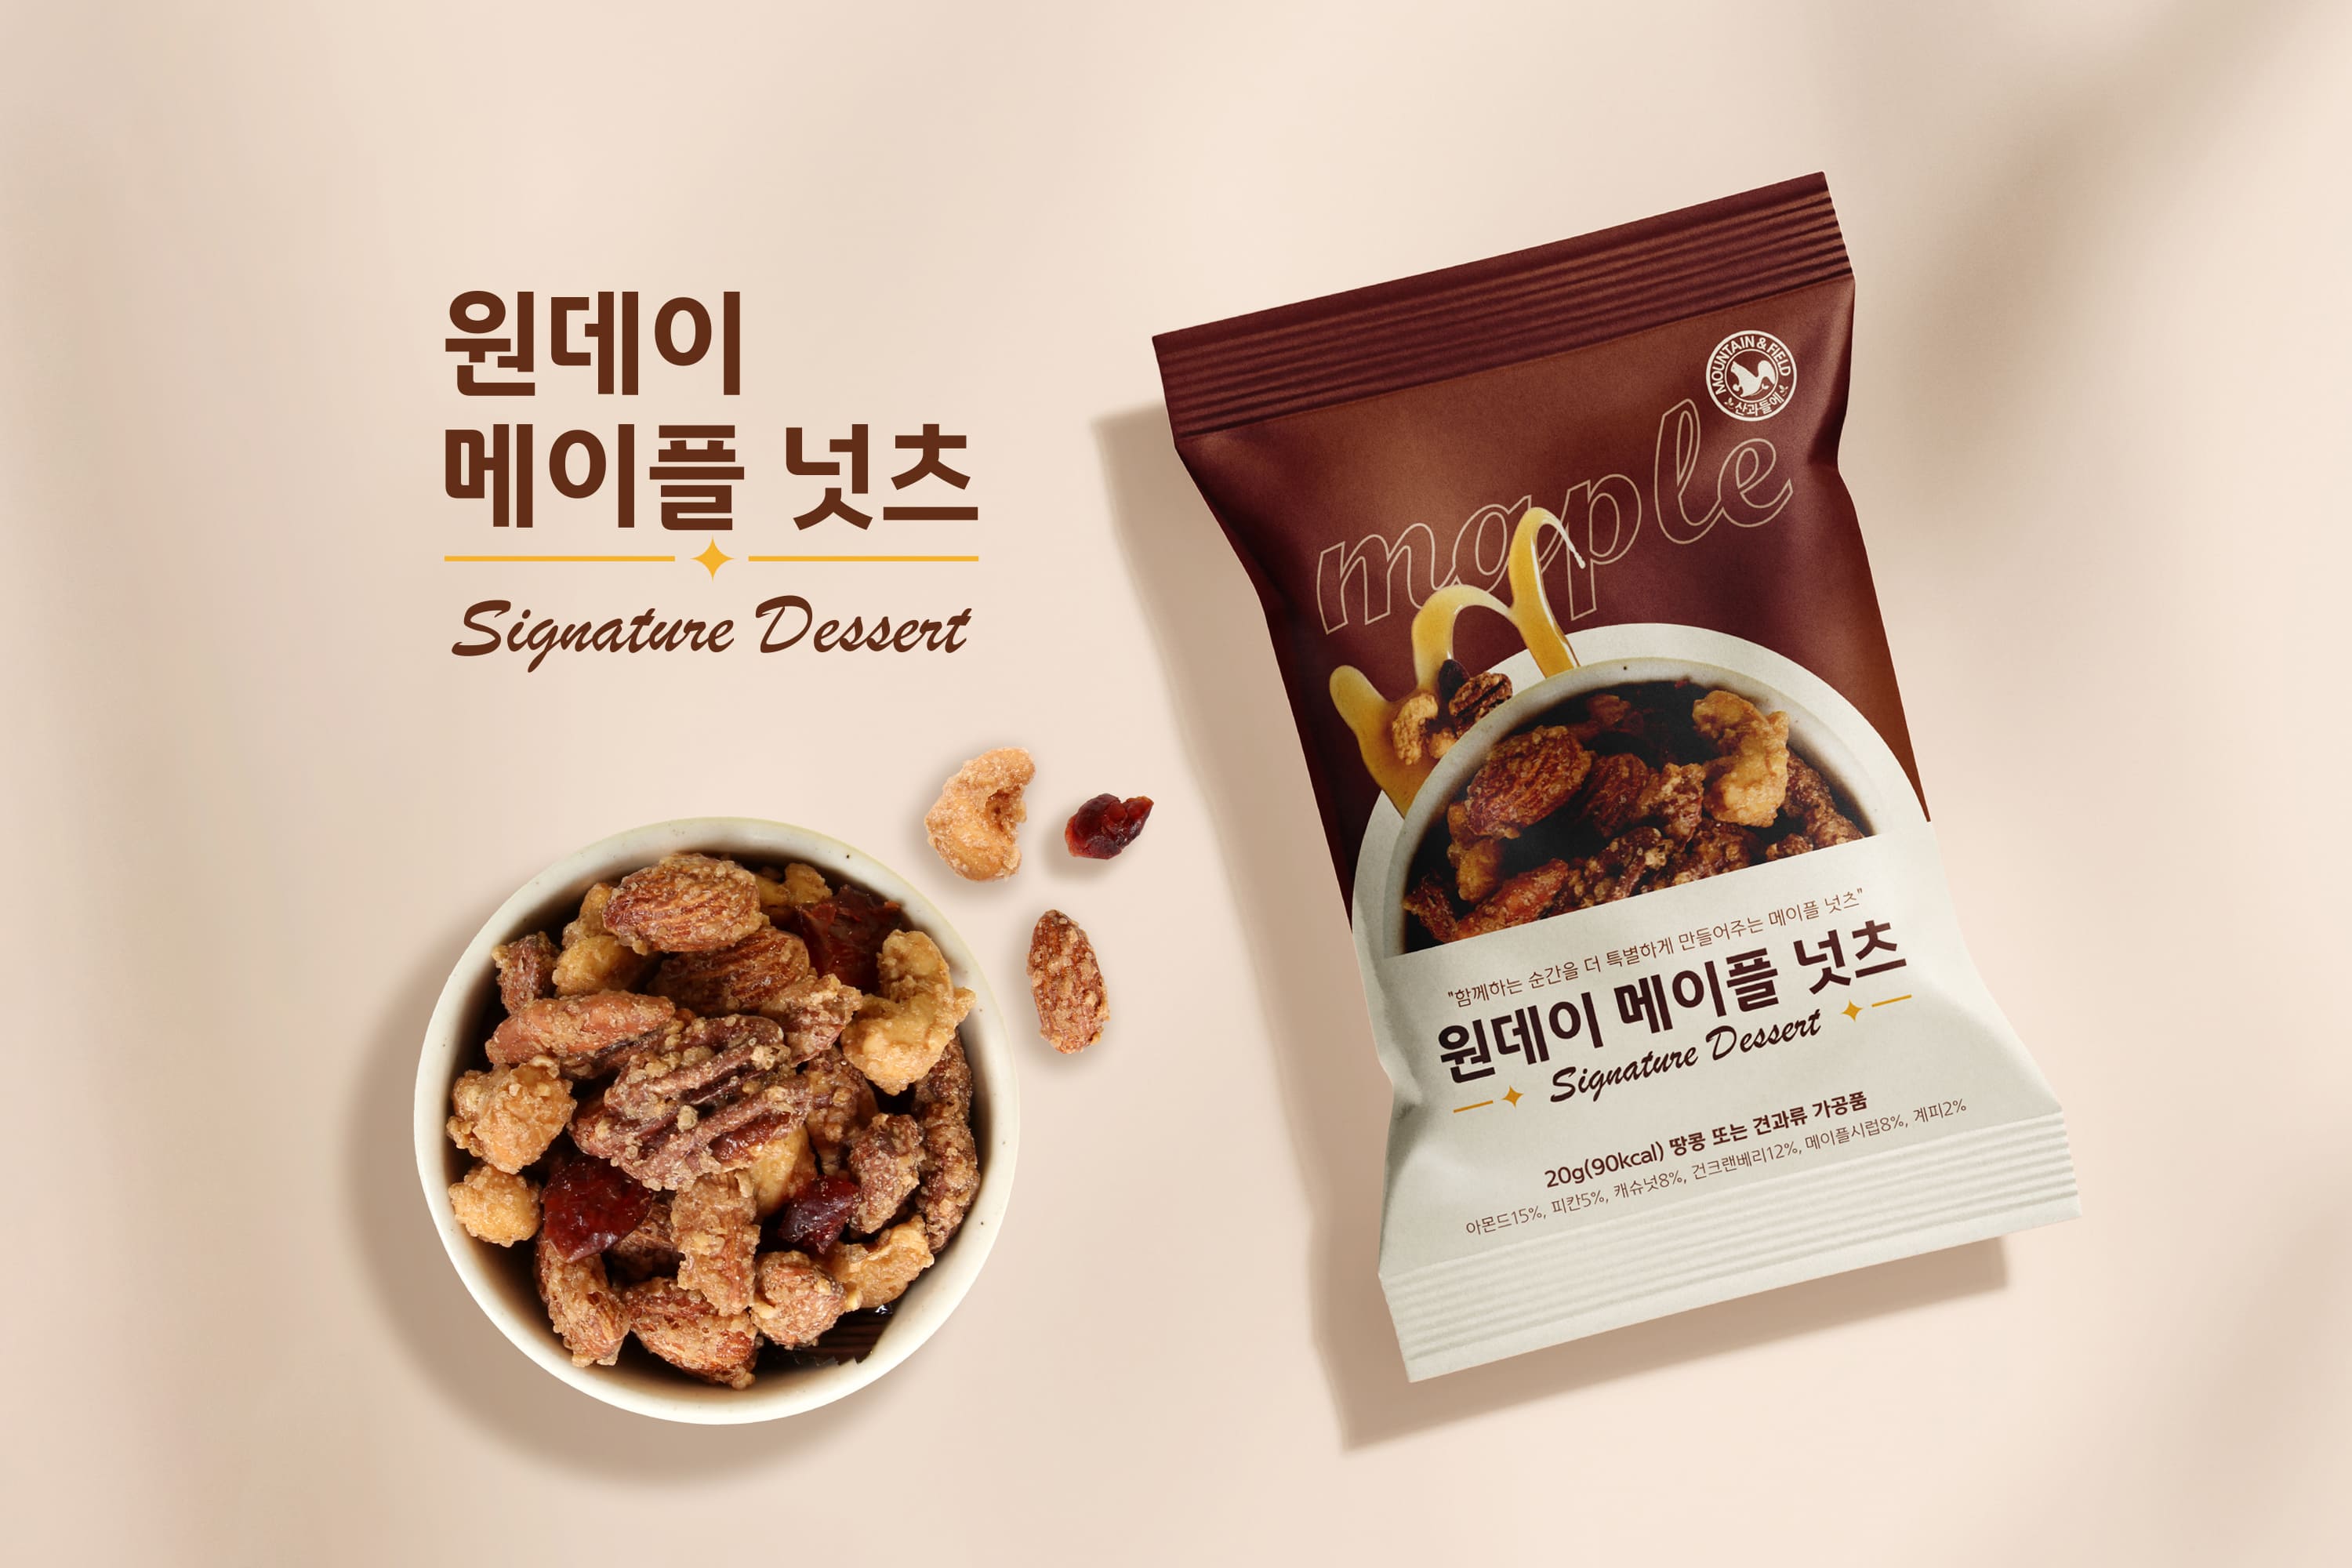 원데이
메이플 넛츠
Signature Dessert
MOUNTAIN & FIELD
산과들에
maple
"함께하는 순간을 더 특별하게 만들어주는 메이플 넛츠"
원데이 메이플 넛츠
Signature Dessert
20g(90kcal) 땅콩 또는 견과류 가공품
아몬드15%, 피칸5%, 캐슈넛8%, 건크랜베리12%, 메이플시럽8%, 계피2%